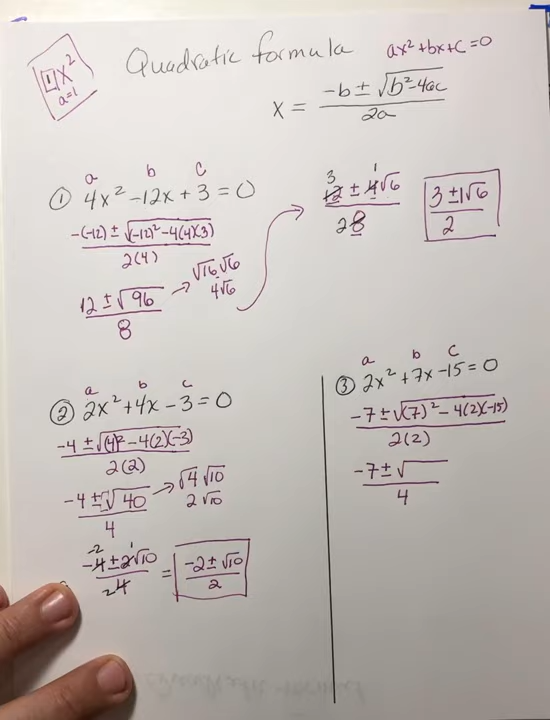 1x²
a=1
Quadratic formula
ax²+bx+c=0
x = (-b ± √(b²-4ac)) / 2a
a b c
① 4x² -12x + 3 = 0
(-(-12) ± √((-12)² - 4(4)(3))) / 2(4)
(12 ± √96) / 8 → √16 · √6
4√6
3 1
(12 ± 4√6) / 2 8
(3 ± 1√6) / 2
a b c
② 2x² +4x - 3 = 0
(-4 ± √((4)² - 4(2)(-3))) / 2(2)
(-4 ± √40) / 4 → √4 √10
2√10
-2 1
(-4 ± 2√10) / 2 4 = (-2 ± √10) / 2
a b c
③ 2x² +7x -15 = 0
(-7 ± √((7)² - 4(2)(-15))) / 2(2)
(-7 ± √ ) / 4